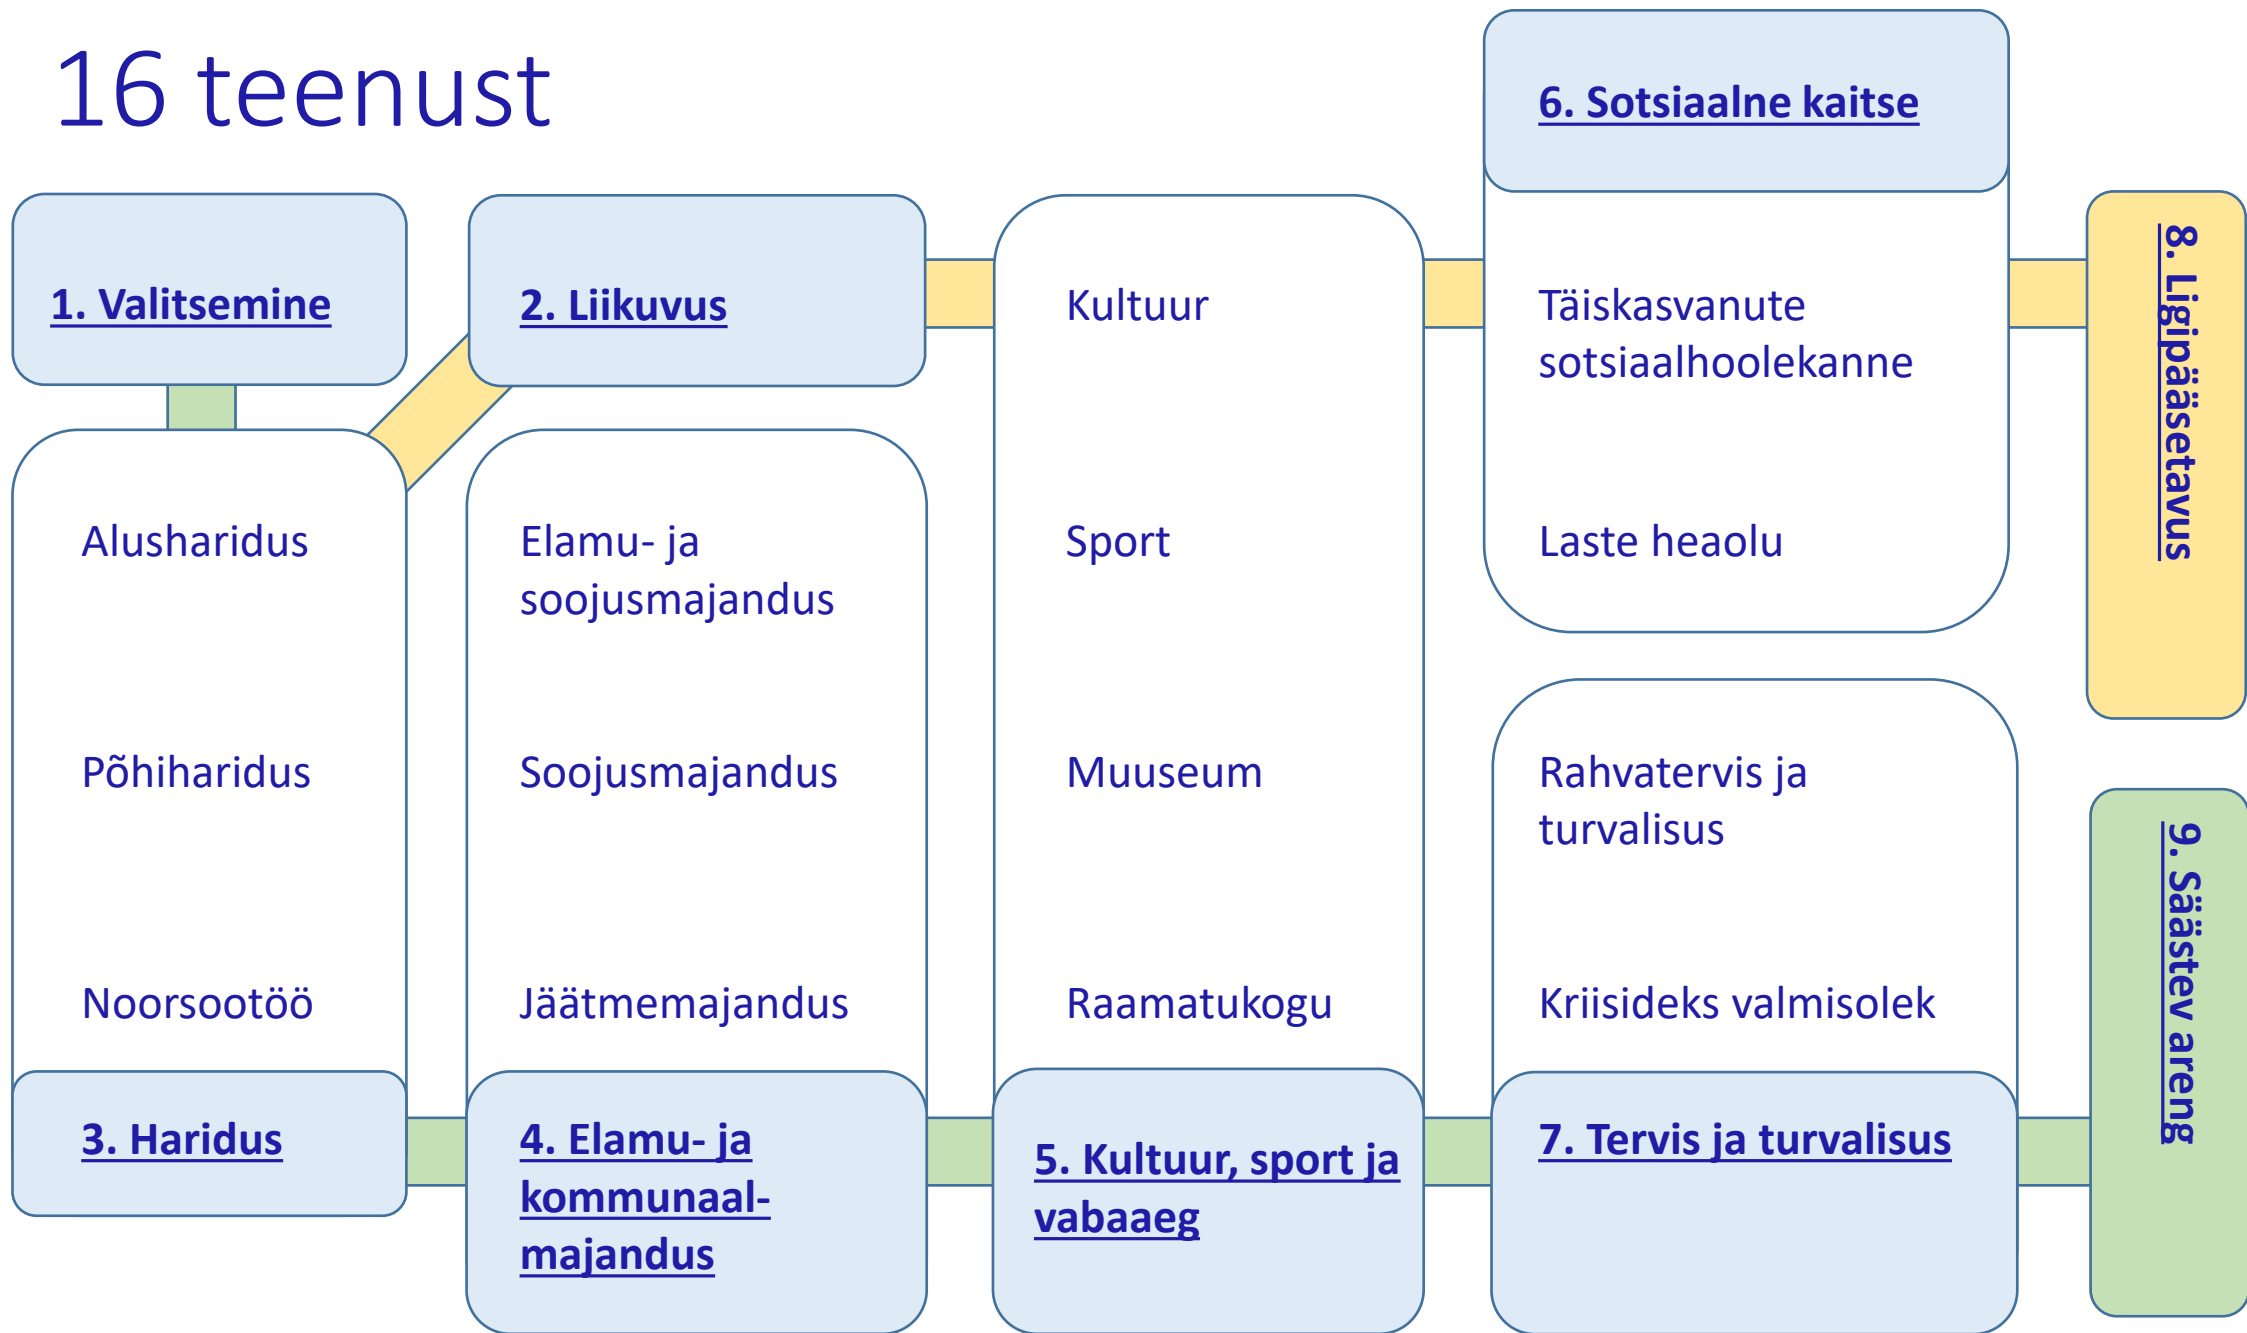 16 teenust
1. Valitsemine
Alusharidus
Põhiharidus
Noorsootöö
3. Haridus
2. Liikuvus
Elamu- ja
soojusmajandus
Soojusmajandus
Jäätmemajandus
4. Elamu- ja
kommunaal-
majandus
Kultuur
Sport
Muuseum
Raamatukogu
5. Kultuur, sport ja
vabaaeg
6. Sotsiaalne kaitse
Täiskasvanute
sotsiaalhoolekanne
Laste heaolu
Rahvatervis ja
turvalisus
Kriisideks valmisolek
7. Tervis ja turvalisus
8. Ligipääsetavus
9. Säästev areng